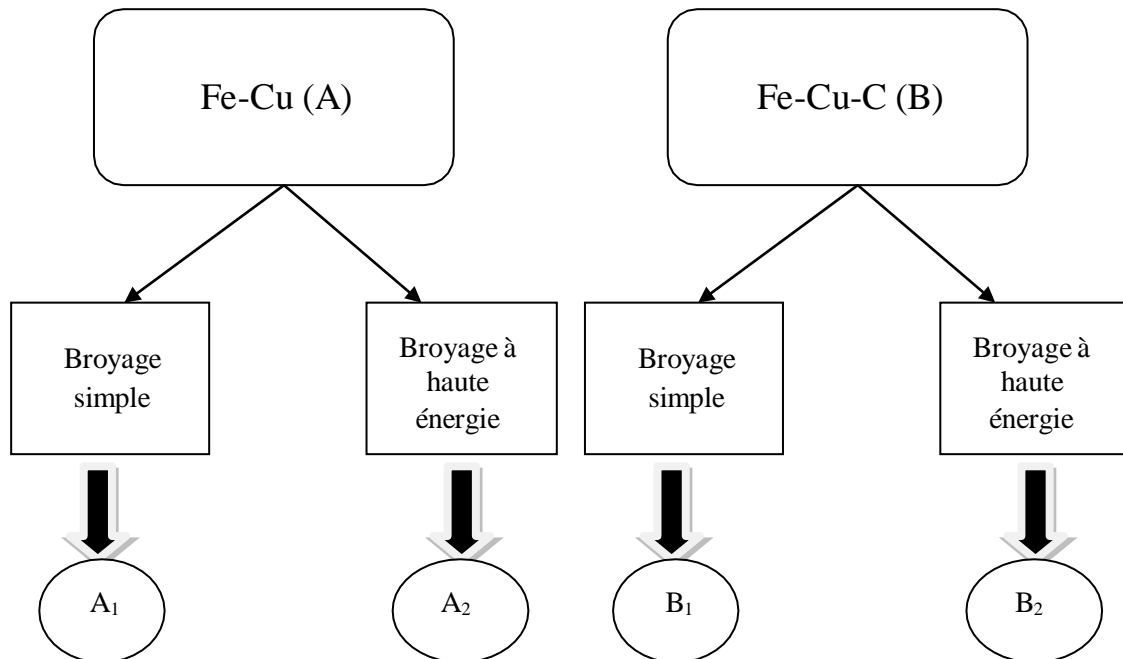 Fe-Cu (A)
Fe-Cu-C (B)
Broyage
simple
Broyage à
haute
énergie
Broyage
simple
Broyage à
haute
énergie
A₁
A₂
B₁
B₂